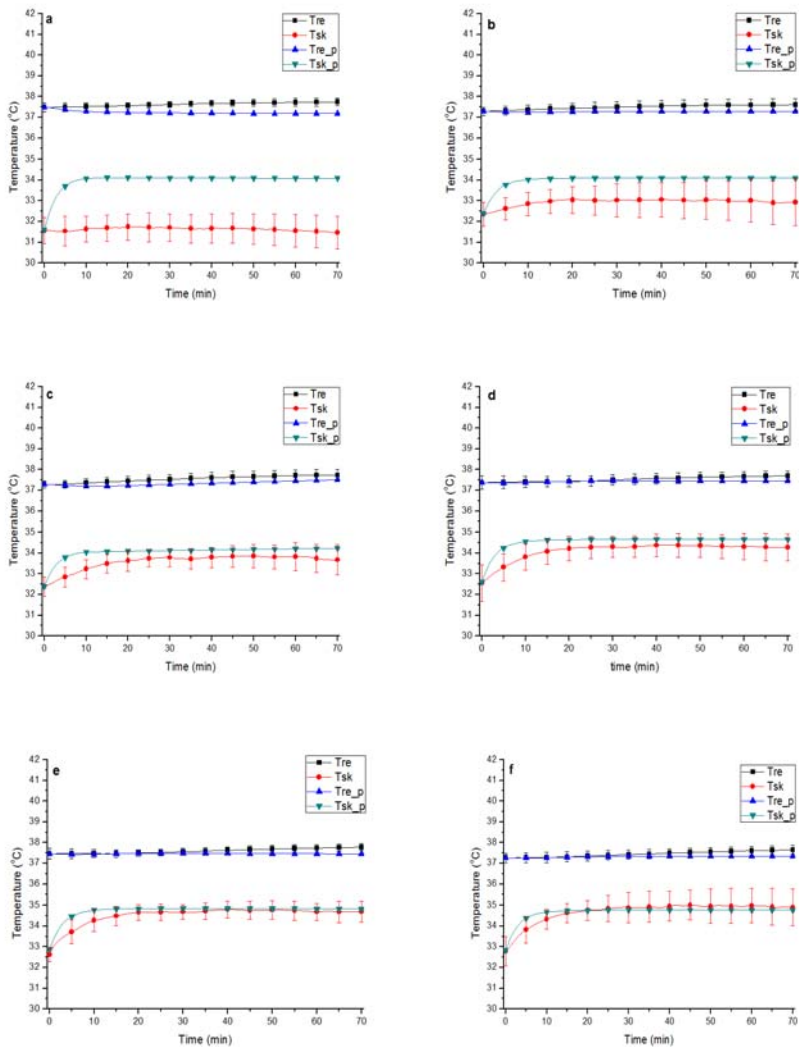 a
Tre
Tsk
Tre_p
Tsk_p
Temperature (°C)
42
41
40
39
38
37
36
35
34
33
32
31
30
0 10 20 30 40 50 60 70
Time (min)
b
Tre
Tsk
Tre_p
Tsk_p
Temperature (°C)
42
41
40
39
38
37
36
35
34
33
32
31
30
0 10 20 30 40 50 60 70
Time (min)
c
Tre
Tsk
Tre_p
Tsk_p
Temperature (°C)
42
41
40
39
38
37
36
35
34
33
32
31
30
0 10 20 30 40 50 60 70
Time (min)
d
Tre
Tsk
Tre_p
Tsk_p
Temperature (°C)
42
41
40
39
38
37
36
35
34
33
32
31
30
0 10 20 30 40 50 60 70
time (min)
e
Tre
Tsk
Tre_p
Tsk_p
Temperature (°C)
42
41
40
39
38
37
36
35
34
33
32
31
30
0 10 20 30 40 50 60 70
Time (min)
f
Tre
Tsk
Tre_p
Tsk_p
Temperature (°C)
42
41
40
39
38
37
36
35
34
33
32
31
30
0 10 20 30 40 50 60 70
Time (min)